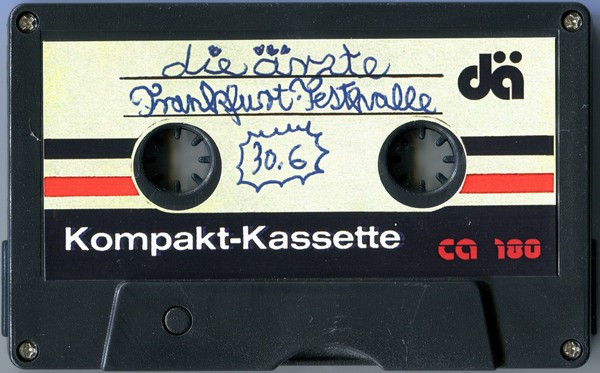 die ärzte
dä
Frankfurt-Festhalle
30.6
Kompakt-Kassette
ca 180